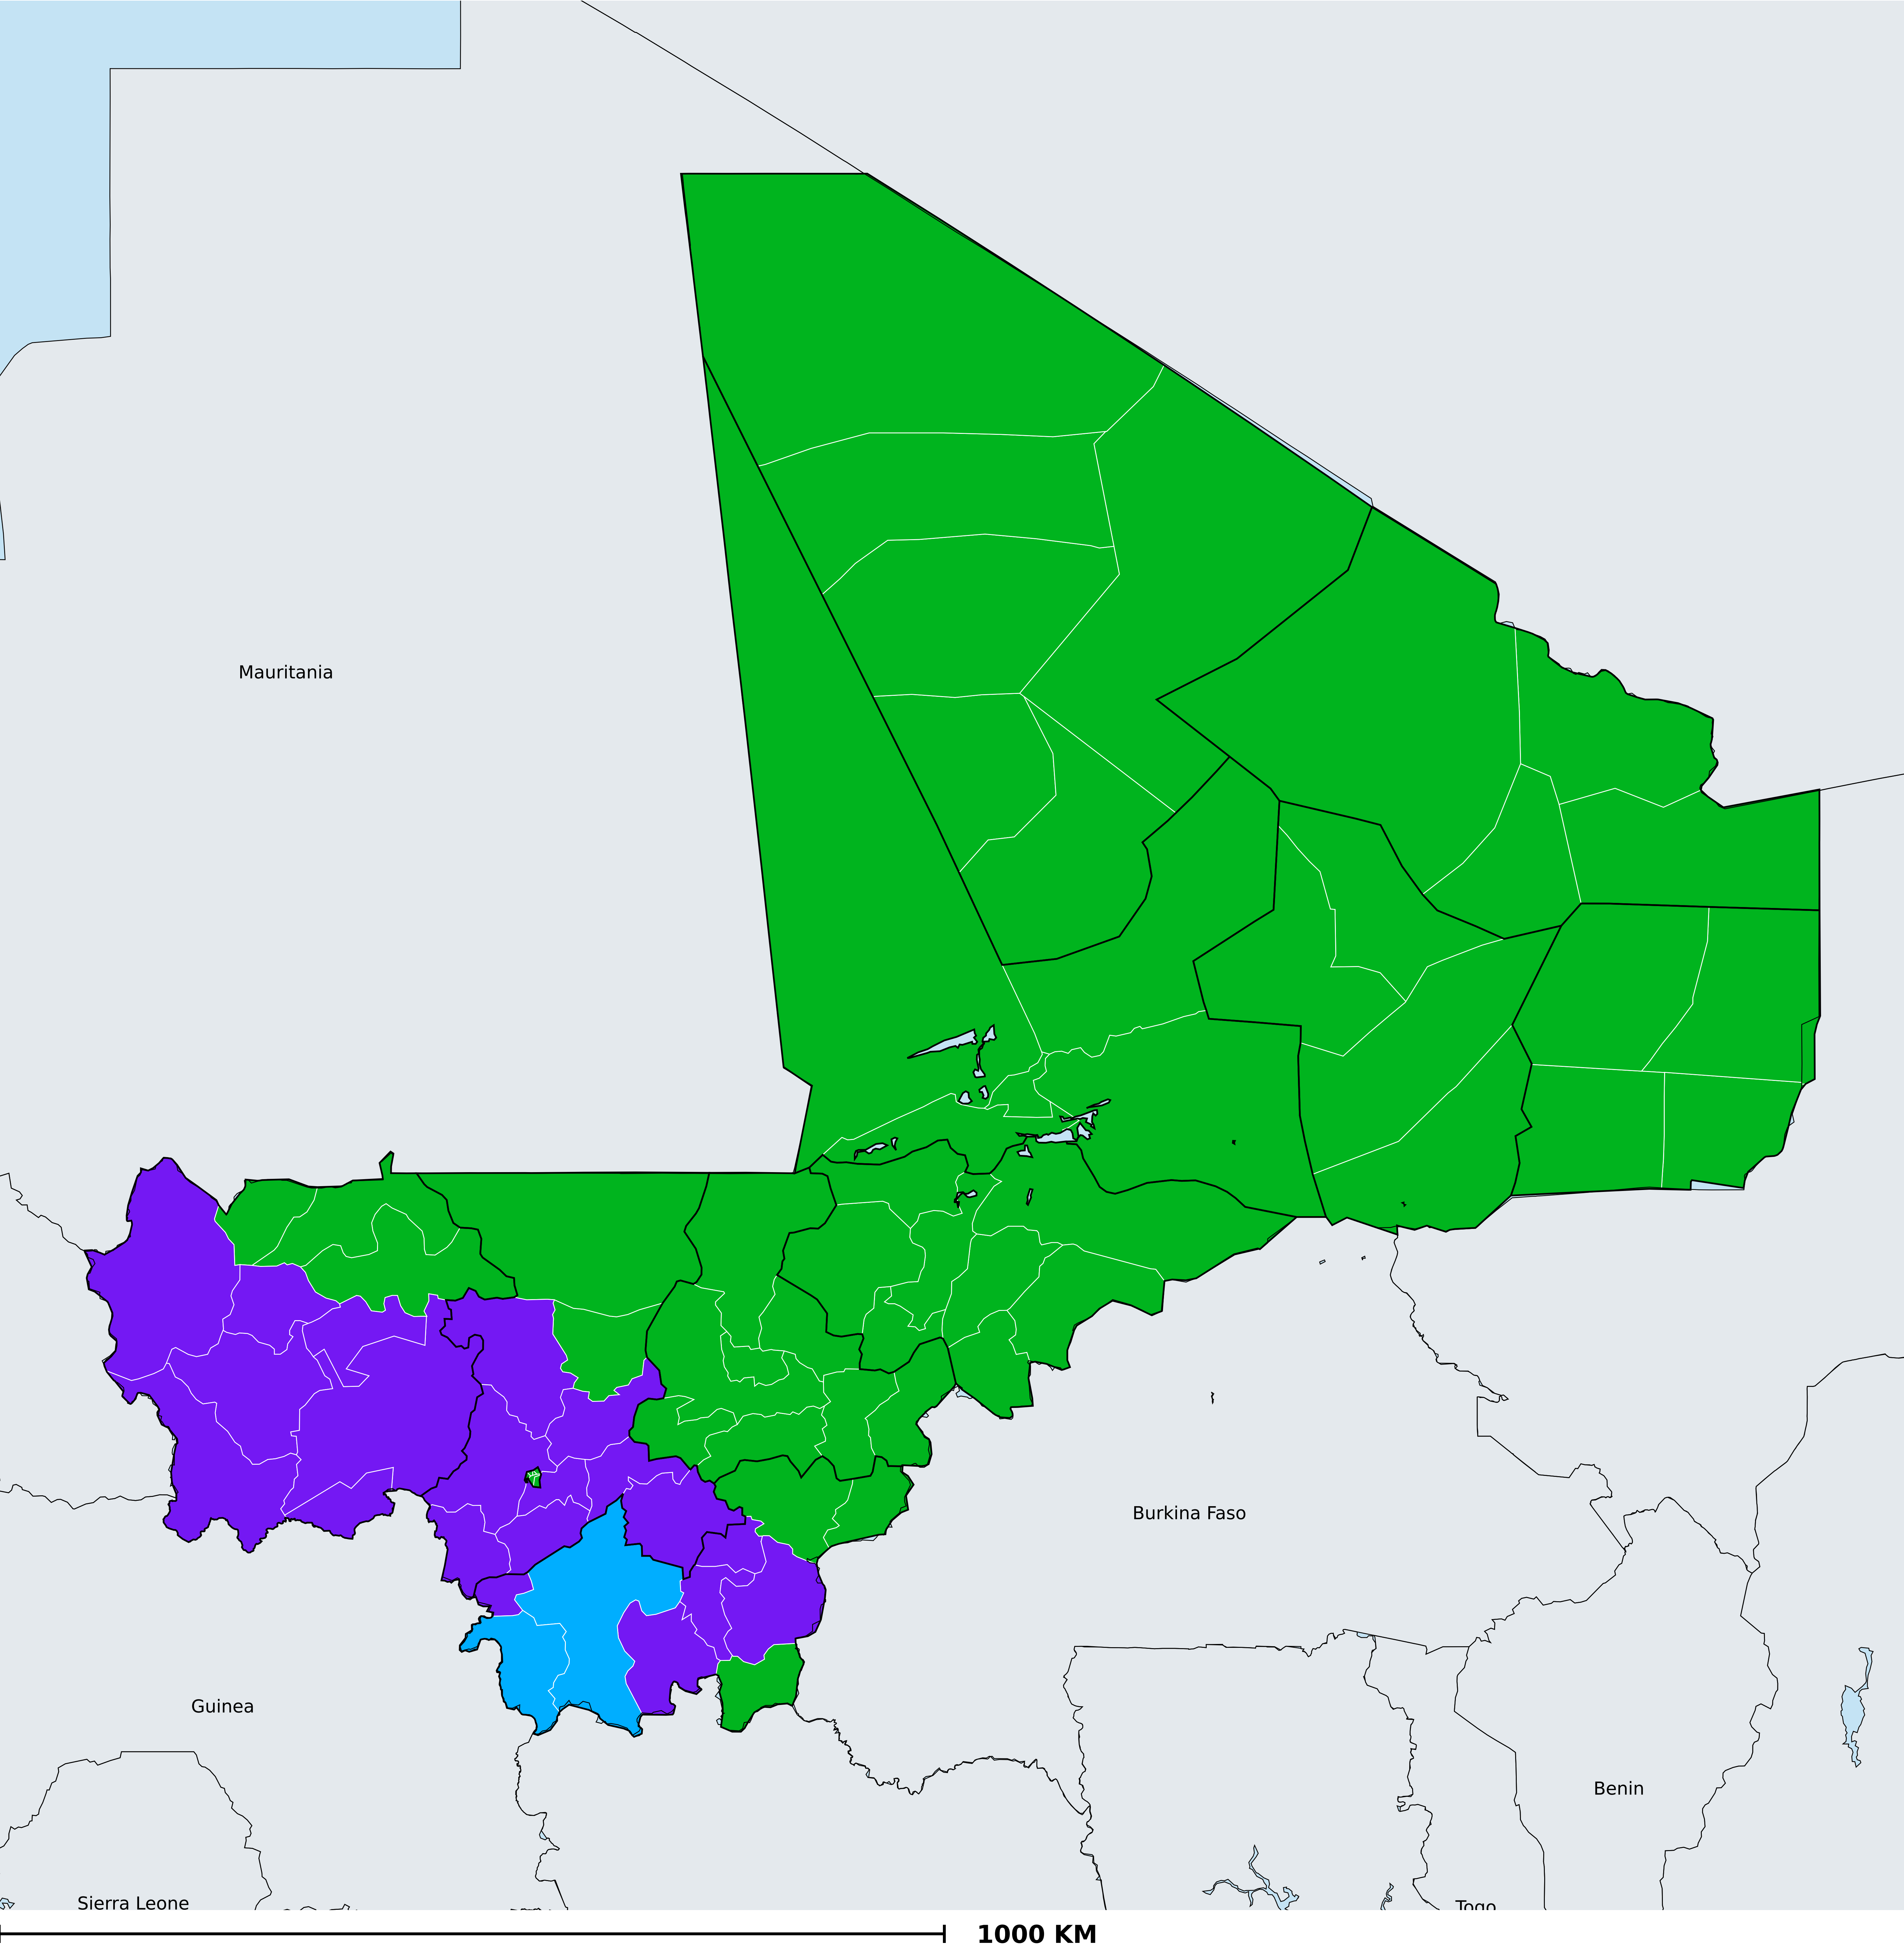 Mauritania
Burkina Faso
Guinea
Benin
Sierra Leone
Togo
1000 KM